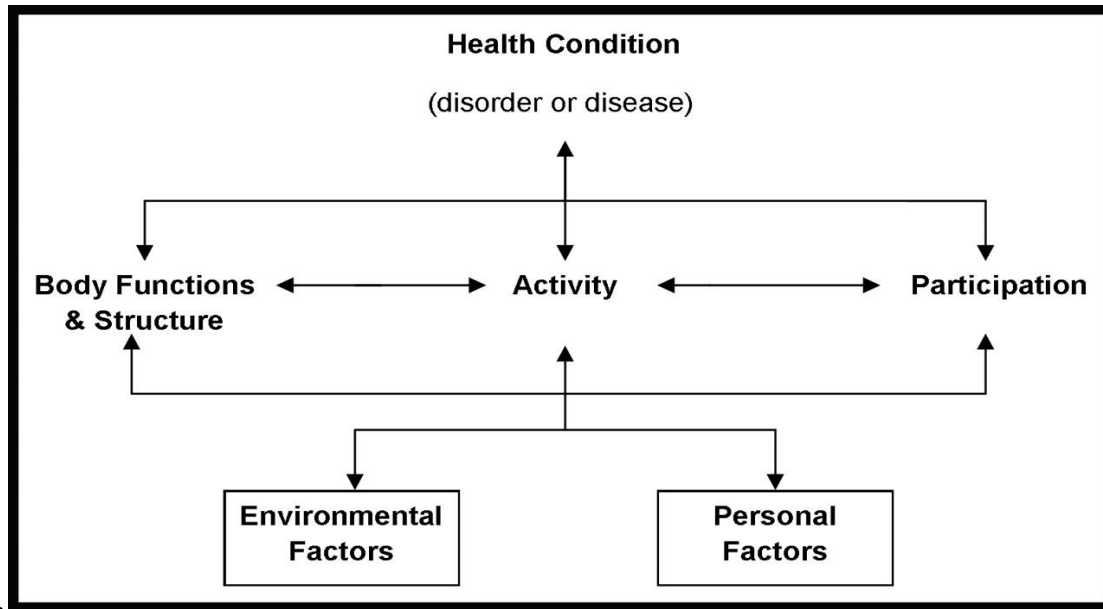 Health Condition
(disorder or disease)
Body Functions
& Structure
Activity
Participation
Environmental
Factors
Personal
Factors